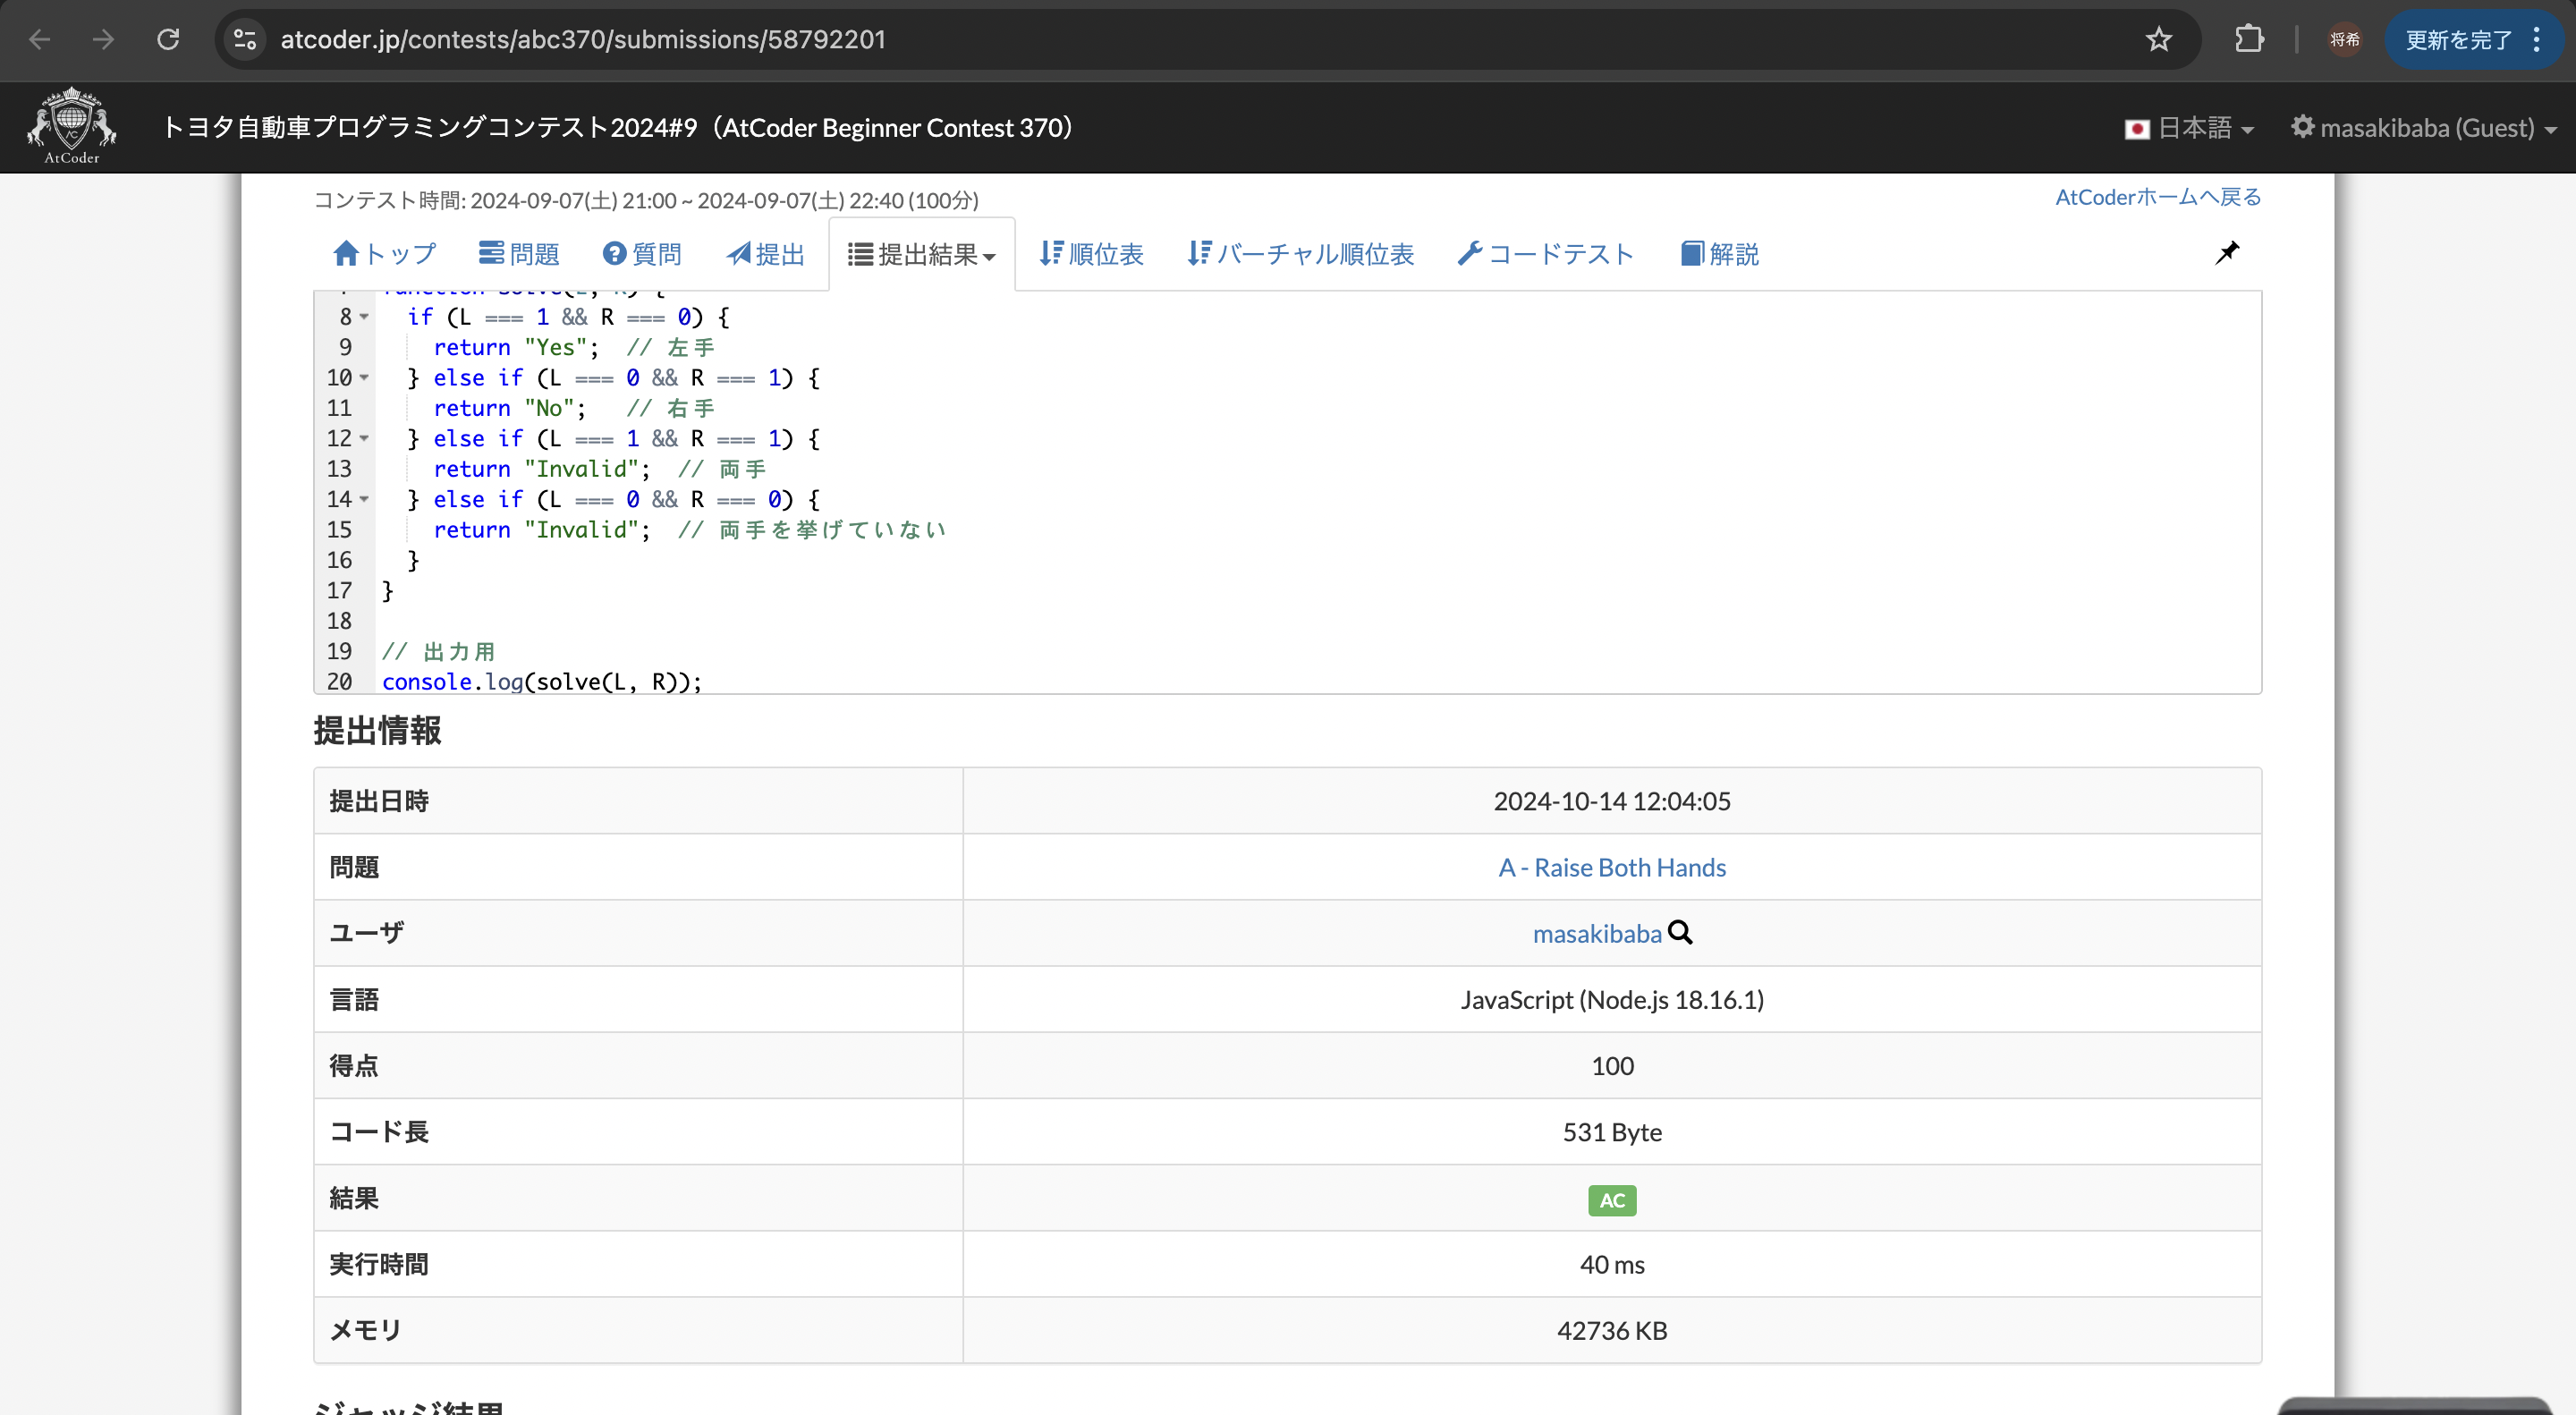 atcoder.jp/contests/abc370/submissions/58792201
将希
更新を完了
AtCoder
トヨタ自動車プログラミングコンテスト2024#9（AtCoder Beginner Contest 370）
日本語
masakibaba (Guest)
コンテスト時間: 2024-09-07(土) 21:00 ~ 2024-09-07(土) 22:40 (100分)
AtCoderホームへ戻る
トップ 問題 質問 提出 提出結果 順位表 バーチャル順位表 コードテスト 解説
7 function solve(L, R) {
8 if (L === 1 && R === 0) {
9 return "Yes"; // 左手
10 } else if (L === 0 && R === 1) {
11 return "No"; // 右手
12 } else if (L === 1 && R === 1) {
13 return "Invalid"; // 両手
14 } else if (L === 0 && R === 0) {
15 return "Invalid"; // 両手を挙げていない
16 }
17 }
18
19 // 出力用
20 console.log(solve(L, R));
提出情報
提出日時 2024-10-14 12:04:05
問題 A - Raise Both Hands
ユーザ masakibaba
言語 JavaScript (Node.js 18.16.1)
得点 100
コード長 531 Byte
結果 AC
実行時間 40 ms
メモリ 42736 KB
ジャッジ結果